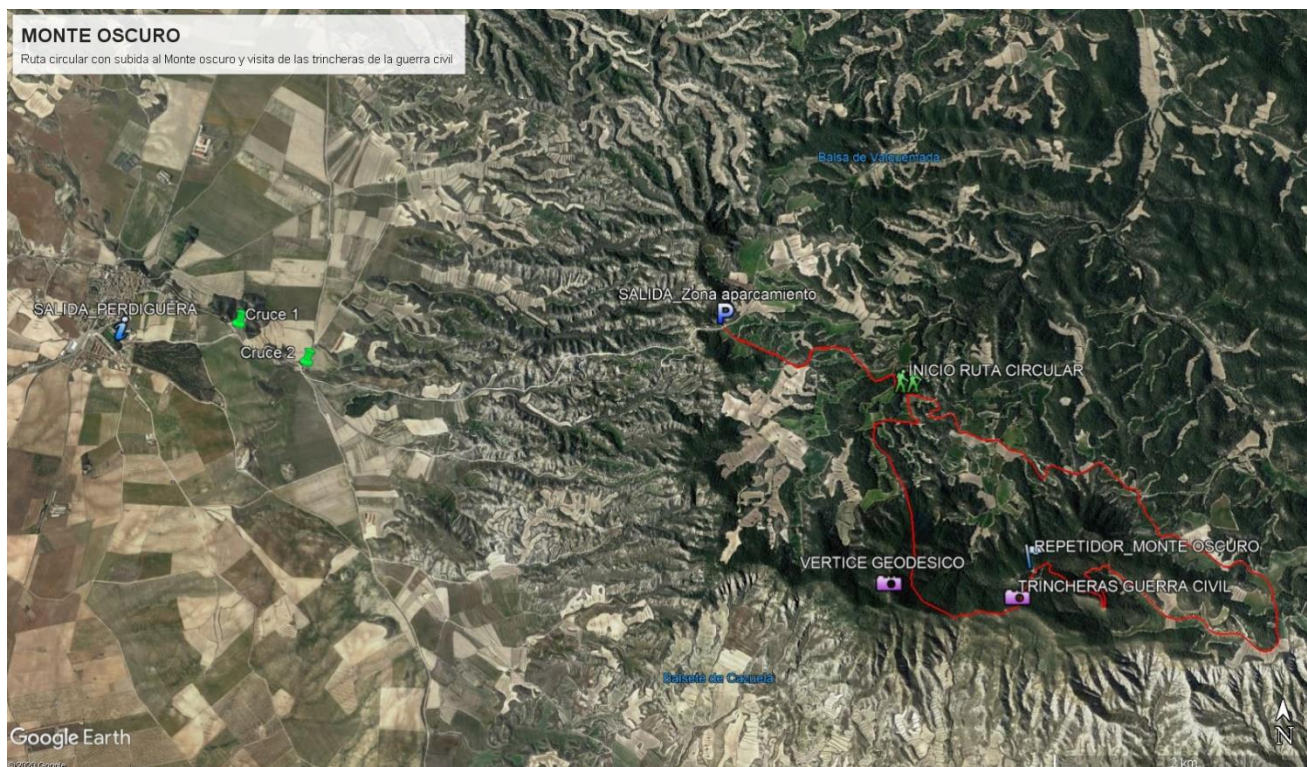 MONTE OSCURO
Ruta circular con subida al Monte oscuro y visita de las trincheras de la guerra civil
Balsa de Valquemada
SALIDA_Zona aparcamiento
P
SALIDA_PERDIGUERA
Cruce 1
Cruce 2
INICIO RUTA CIRCULAR
REPETIDOR_MONTE OSCURO
VERTICE GEODESICO
TRINCHERAS GUERRA CIVIL
Balsete de Cazuela
Google Earth
N
2 km